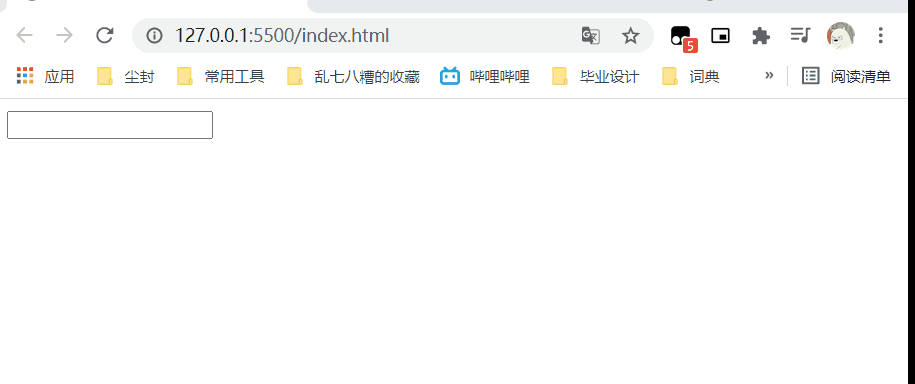 127.0.0.1:5500/index.html
5
应用 尘封 常用工具 乱七八糟的收藏 哔哩哔哩 毕业设计 词典 » 阅读清单